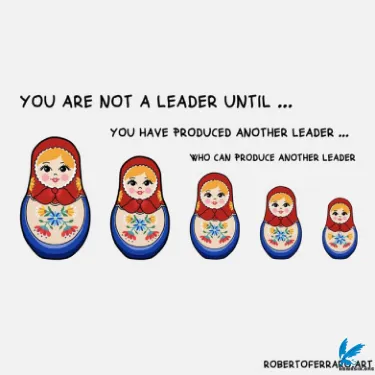 YOU ARE NOT A LEADER UNTIL ...
YOU HAVE PRODUCED ANOTHER LEADER ...
WHO CAN PRODUCE ANOTHER LEADER
ROBERTOFERRARO.ART